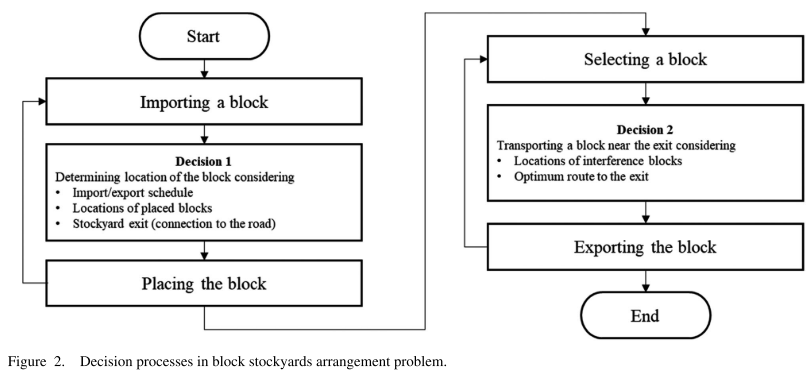 Start
Importing a block
Decision 1
Determining location of the block considering
• Import/export schedule
• Locations of placed blocks
• Stockyard exit (connection to the road)
Placing the block
Selecting a block
Decision 2
Transporting a block near the exit considering
• Locations of interference blocks
• Optimum route to the exit
Exporting the block
End
Figure 2. Decision processes in block stockyards arrangement problem.